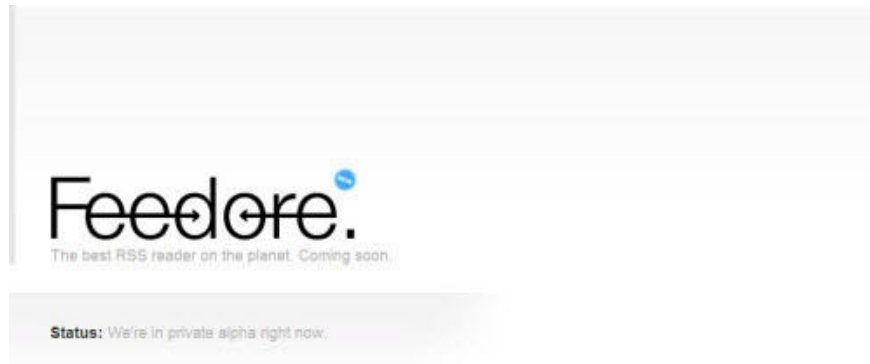 Feedore.
The best RSS reader on the planet. Coming soon.
Status: We're in private alpha right now.